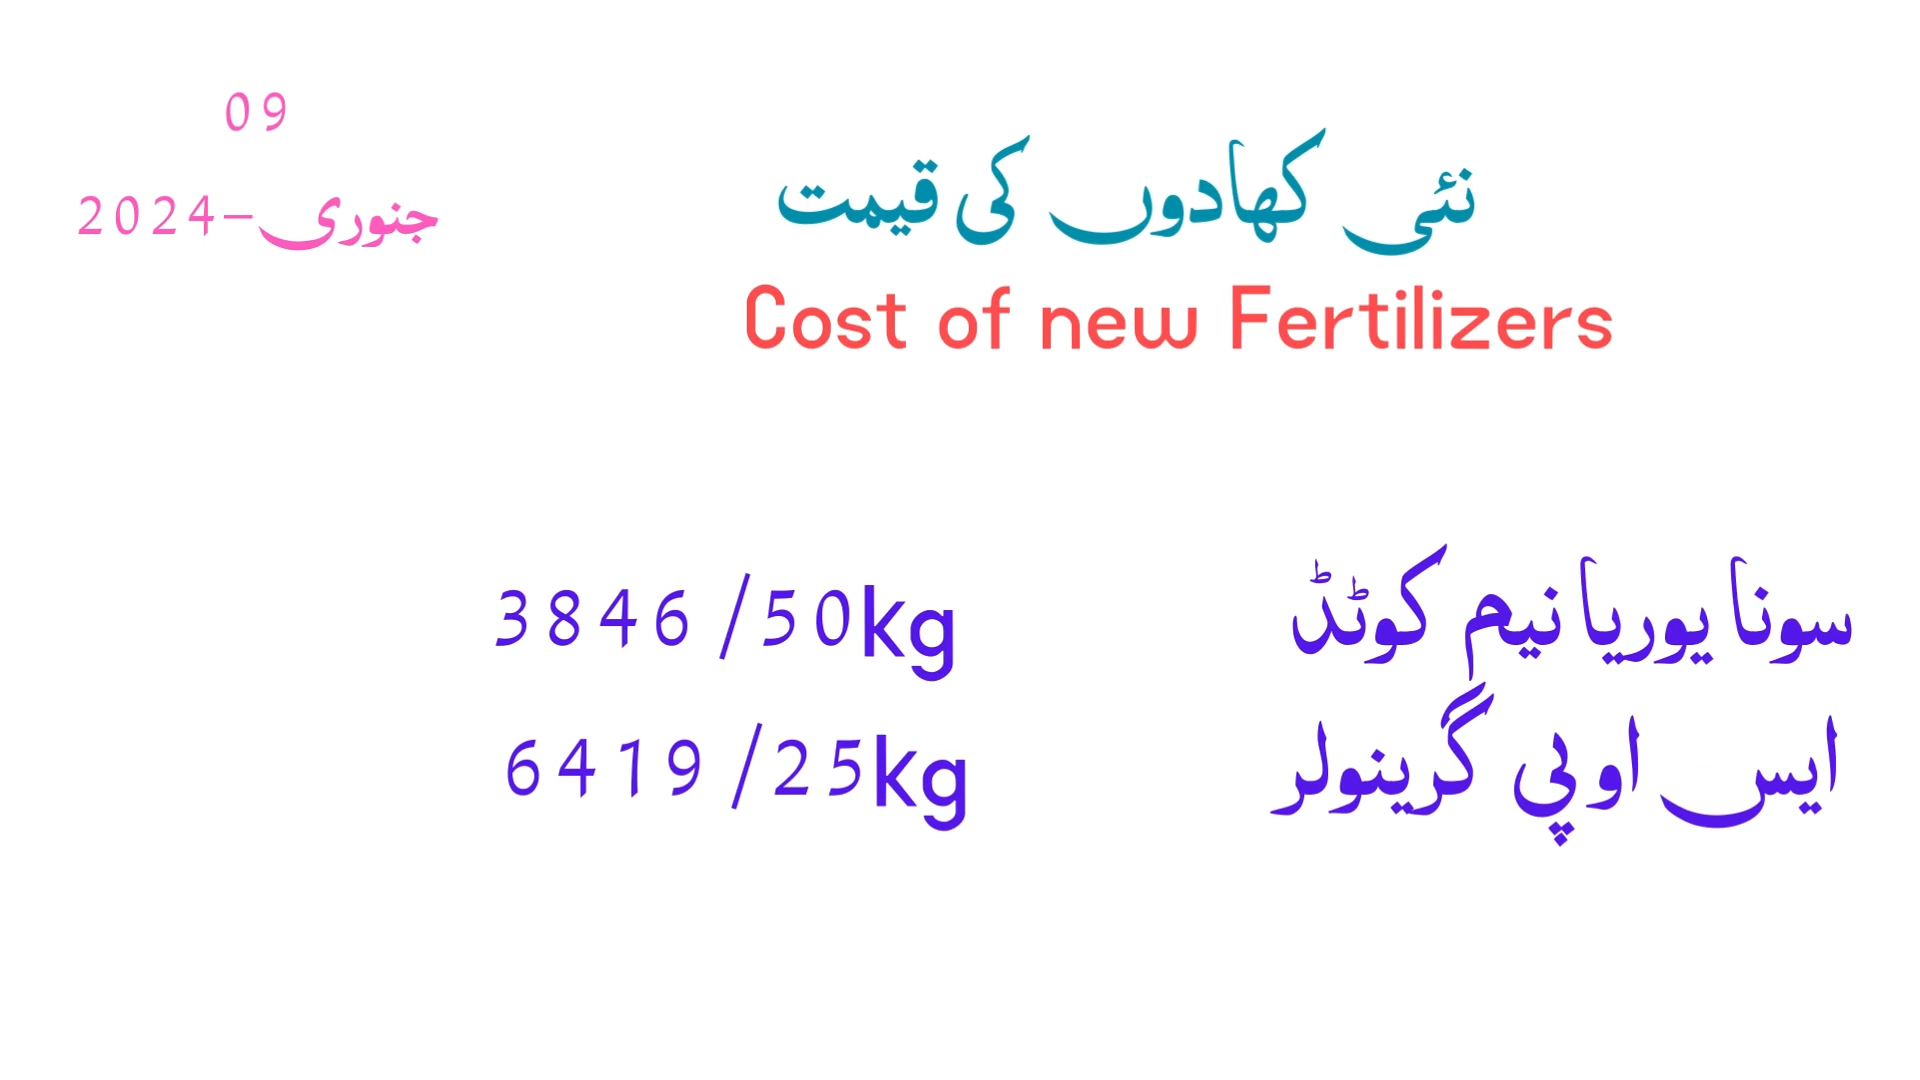 09
جنوری-2024
نئی کھادوں کی قیمت
Cost of new Fertilizers
سونا یوریا نیم کوٹڈ 3846 /50kg
ایس او پی گرینولر 6419 /25kg